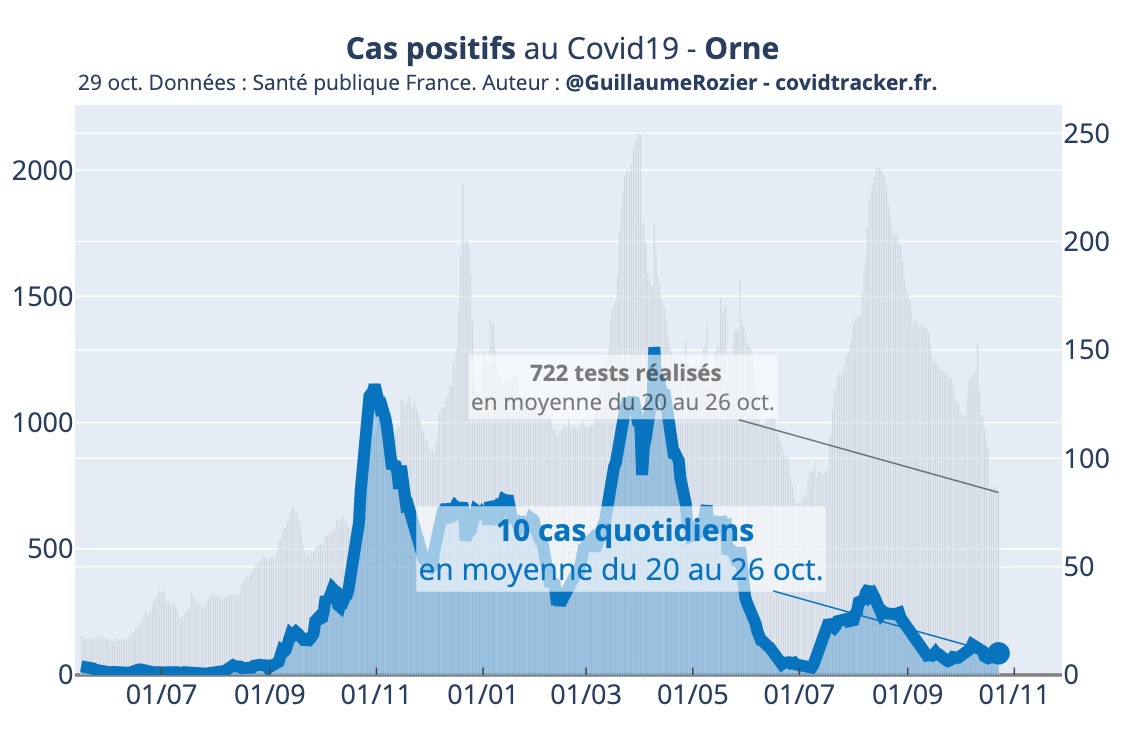 Cas positifs au Covid19 - Orne
29 oct. Données : Santé publique France. Auteur : @GuillaumeRozier - covidtracker.fr.
250
2000
200
1500
150
722 tests réalisés
en moyenne du 20 au 26 oct.
1000
100
10 cas quotidiens
500
en moyenne du 20 au 26 oct.
50
0
0
01/07 01/09 01/11 01/01 01/03 01/05 01/07 01/09 01/11